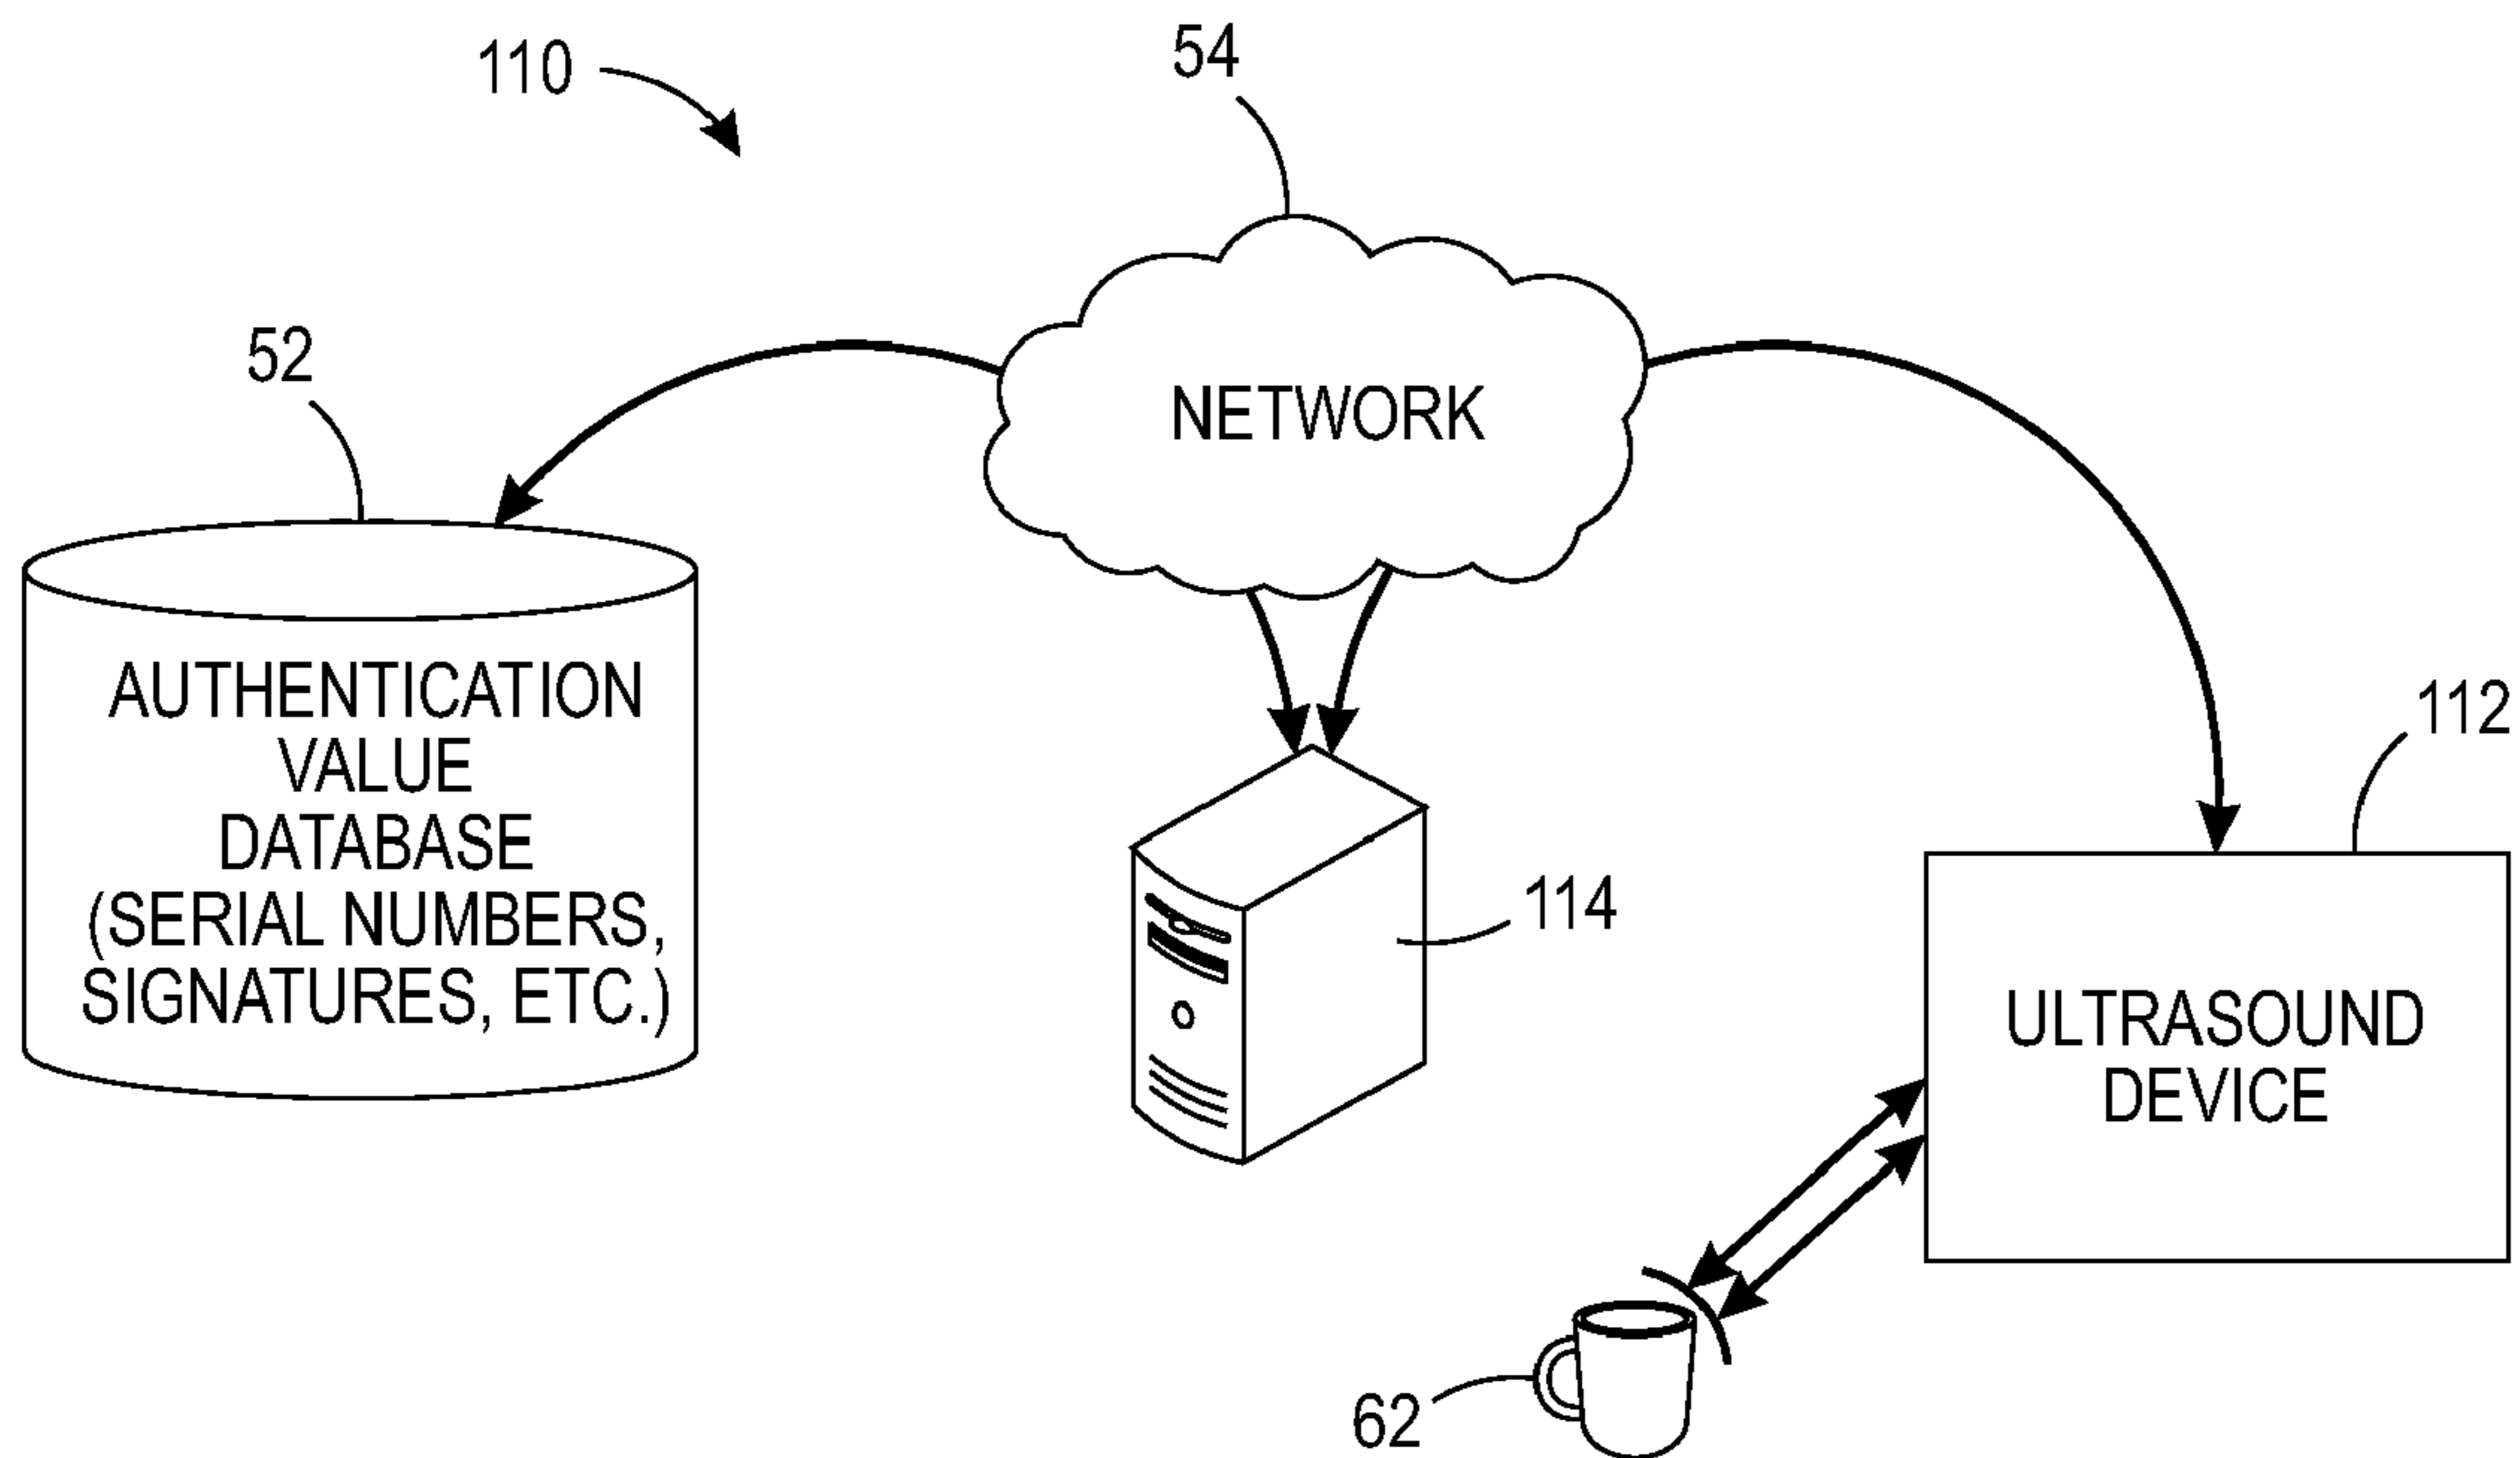 110
54
52
NETWORK
AUTHENTICATION
VALUE
DATABASE
(SERIAL NUMBERS,
SIGNATURES, ETC.)
112
114
ULTRASOUND
DEVICE
62